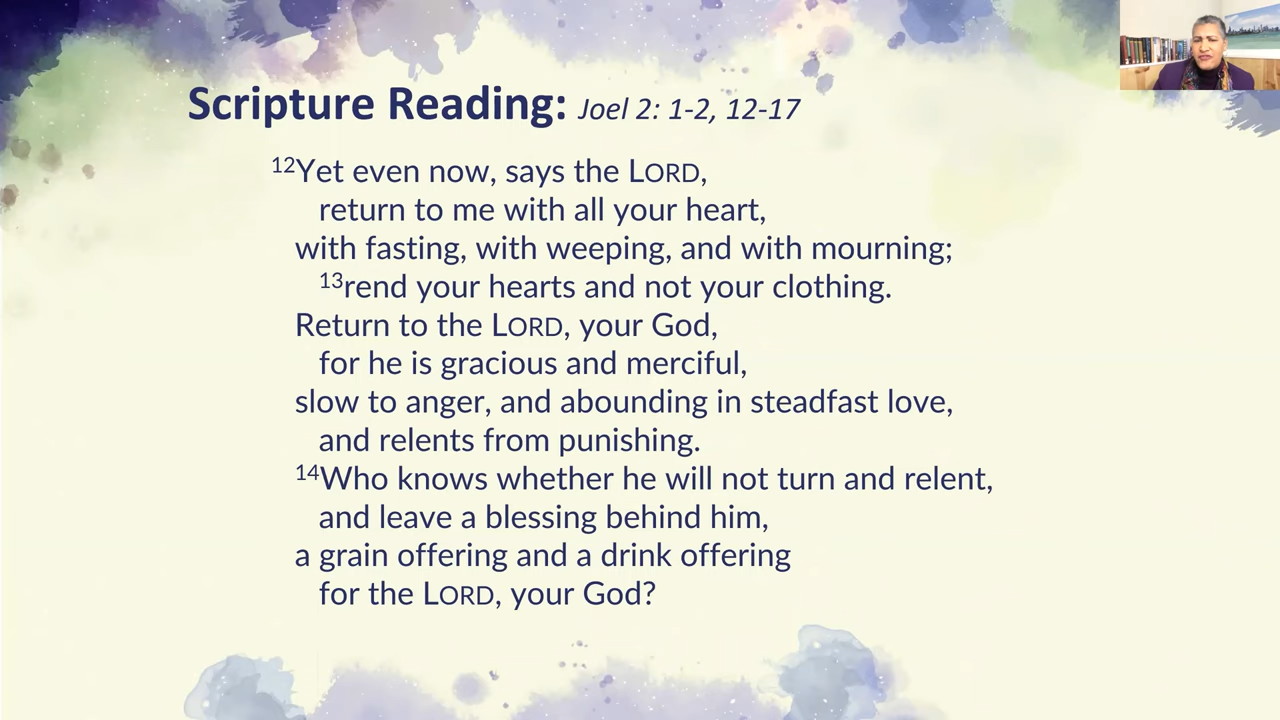 Scripture Reading: Joel 2: 1-2, 12-17
12Yet even now, says the LORD,
return to me with all your heart,
with fasting, with weeping, and with mourning;
13rend your hearts and not your clothing.
Return to the LORD, your God,
for he is gracious and merciful,
slow to anger, and abounding in steadfast love,
and relents from punishing.
14Who knows whether he will not turn and relent,
and leave a blessing behind him,
a grain offering and a drink offering
for the LORD, your God?